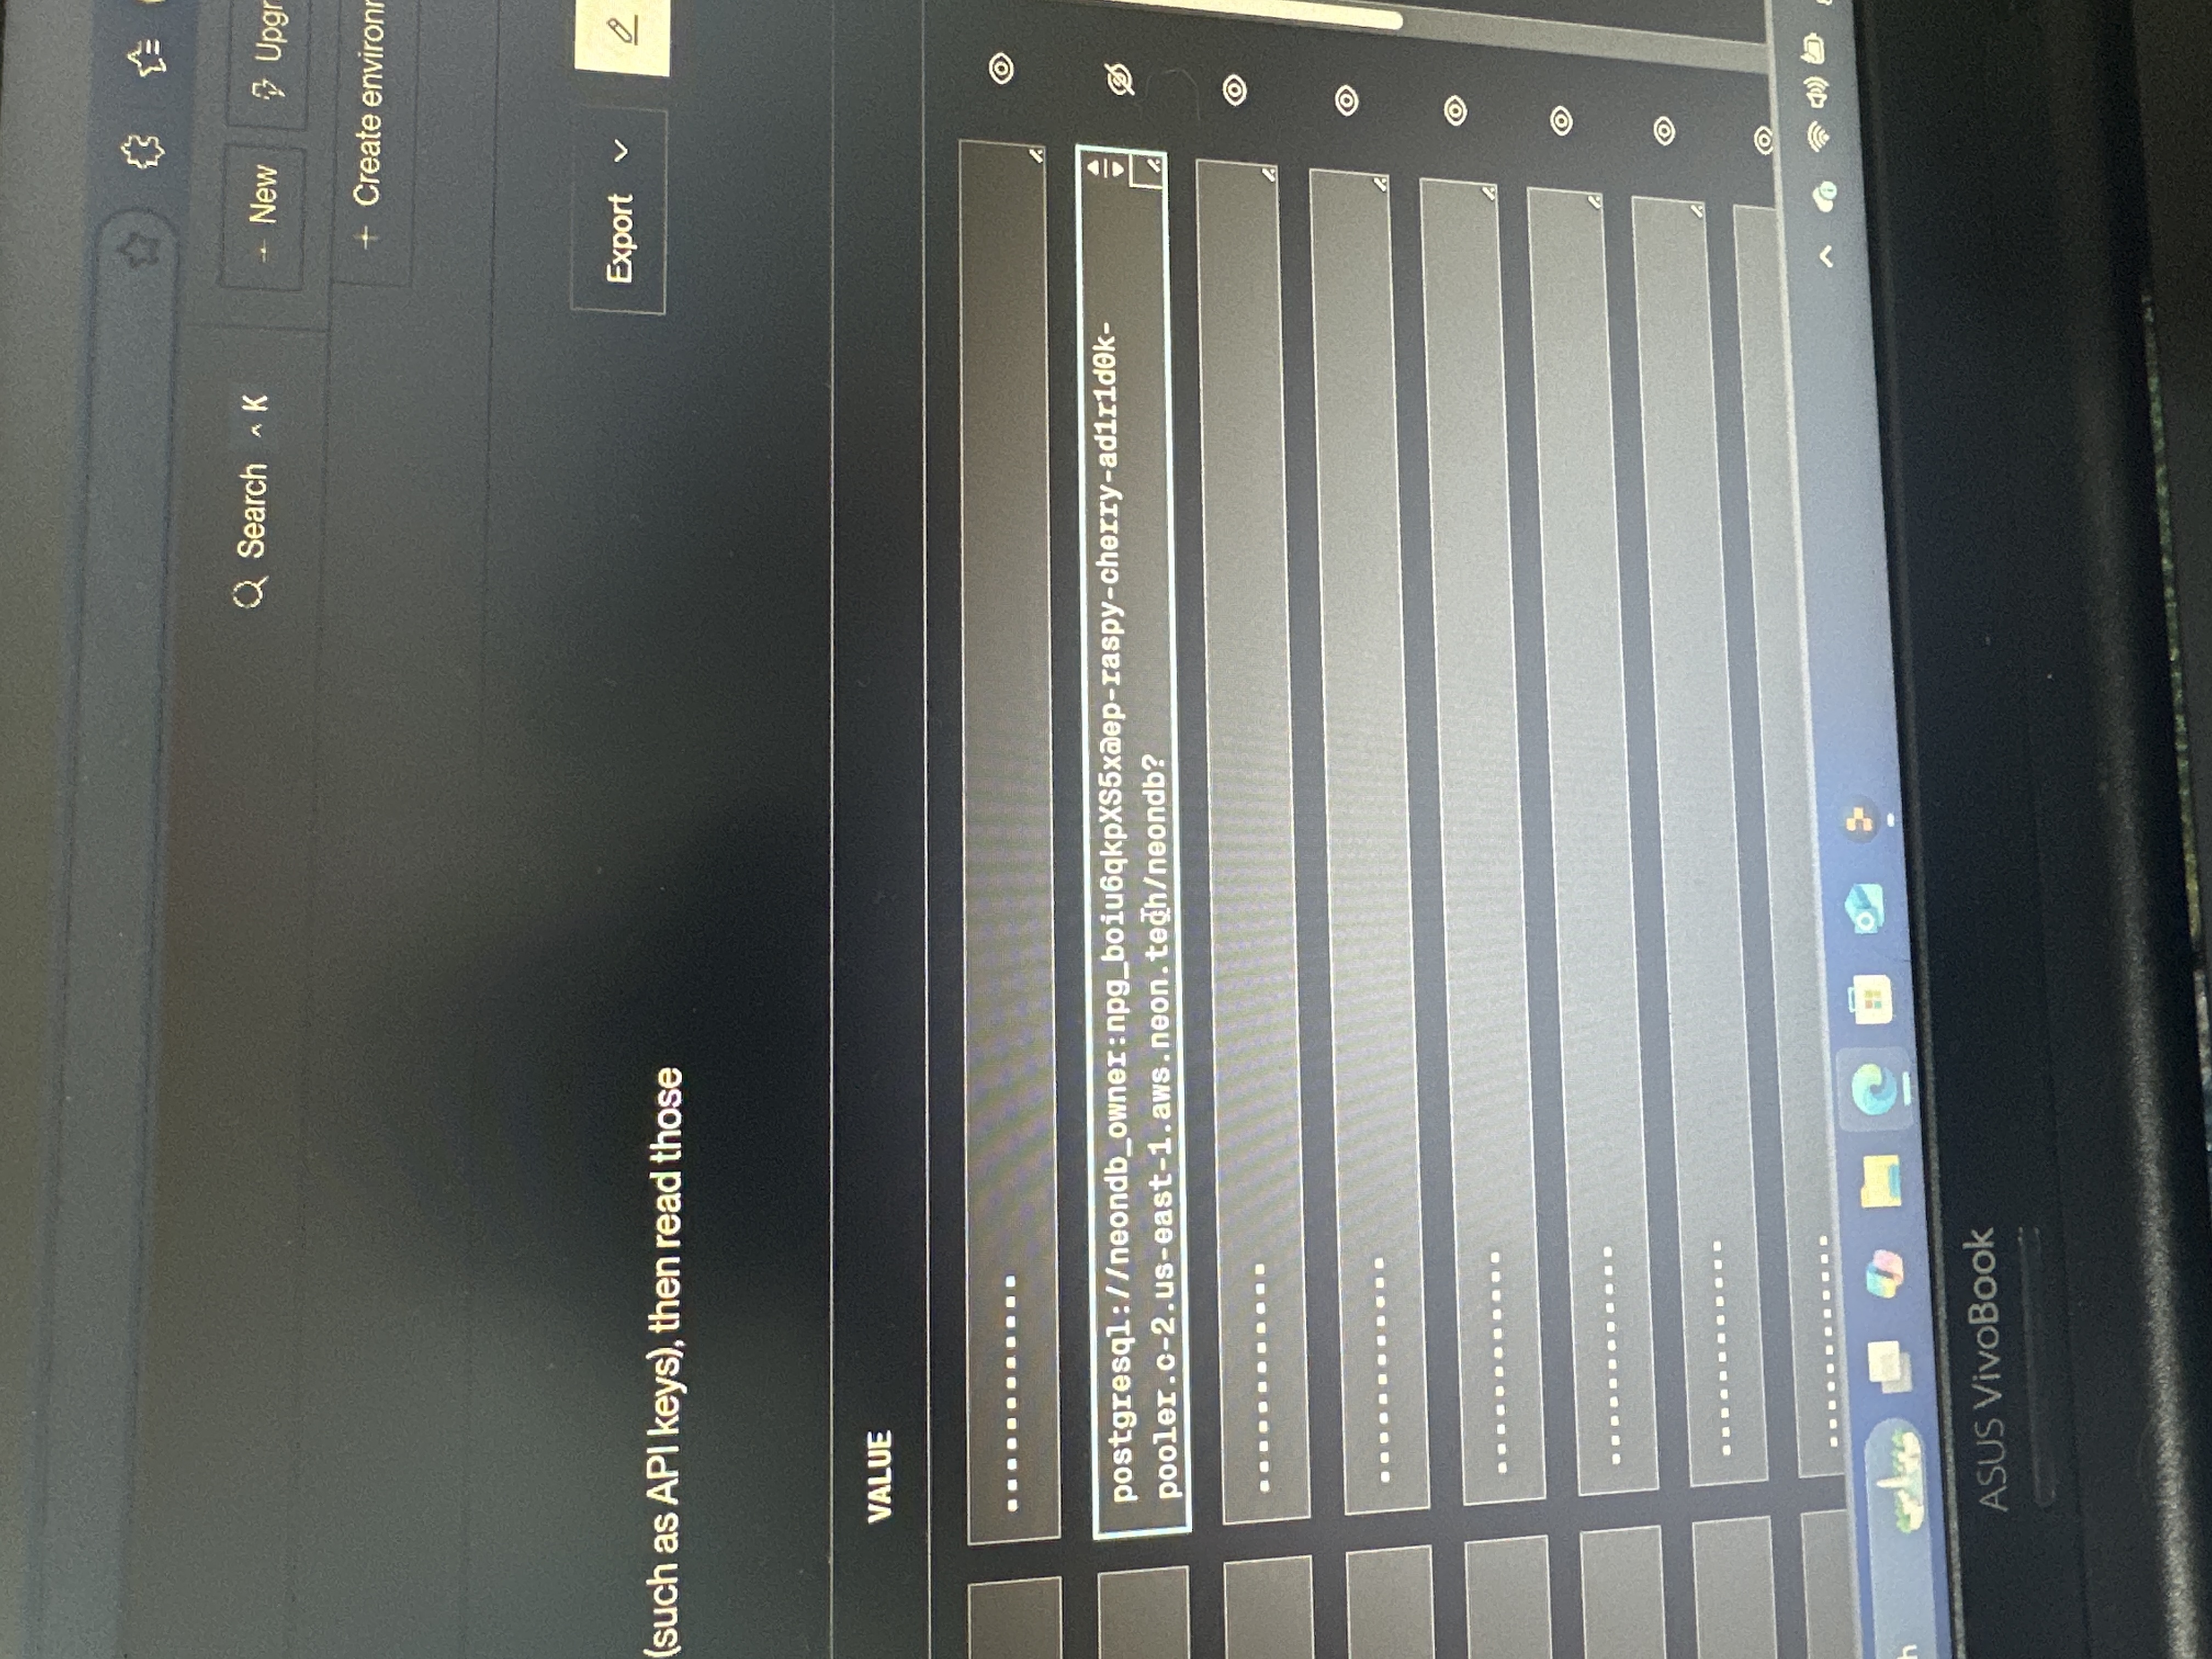 Search ^ K
New
Upgr
+ Create environ
Export
(such as API keys), then read those
VALUE
postgresql://neondb_owner:npg_boiu6qkpXS5x@ep-raspy-cherry-ad1r1d0k-
pooler.c-2.us-east-1.aws.neon.tech/neondb?
h
ASUS VivoBook